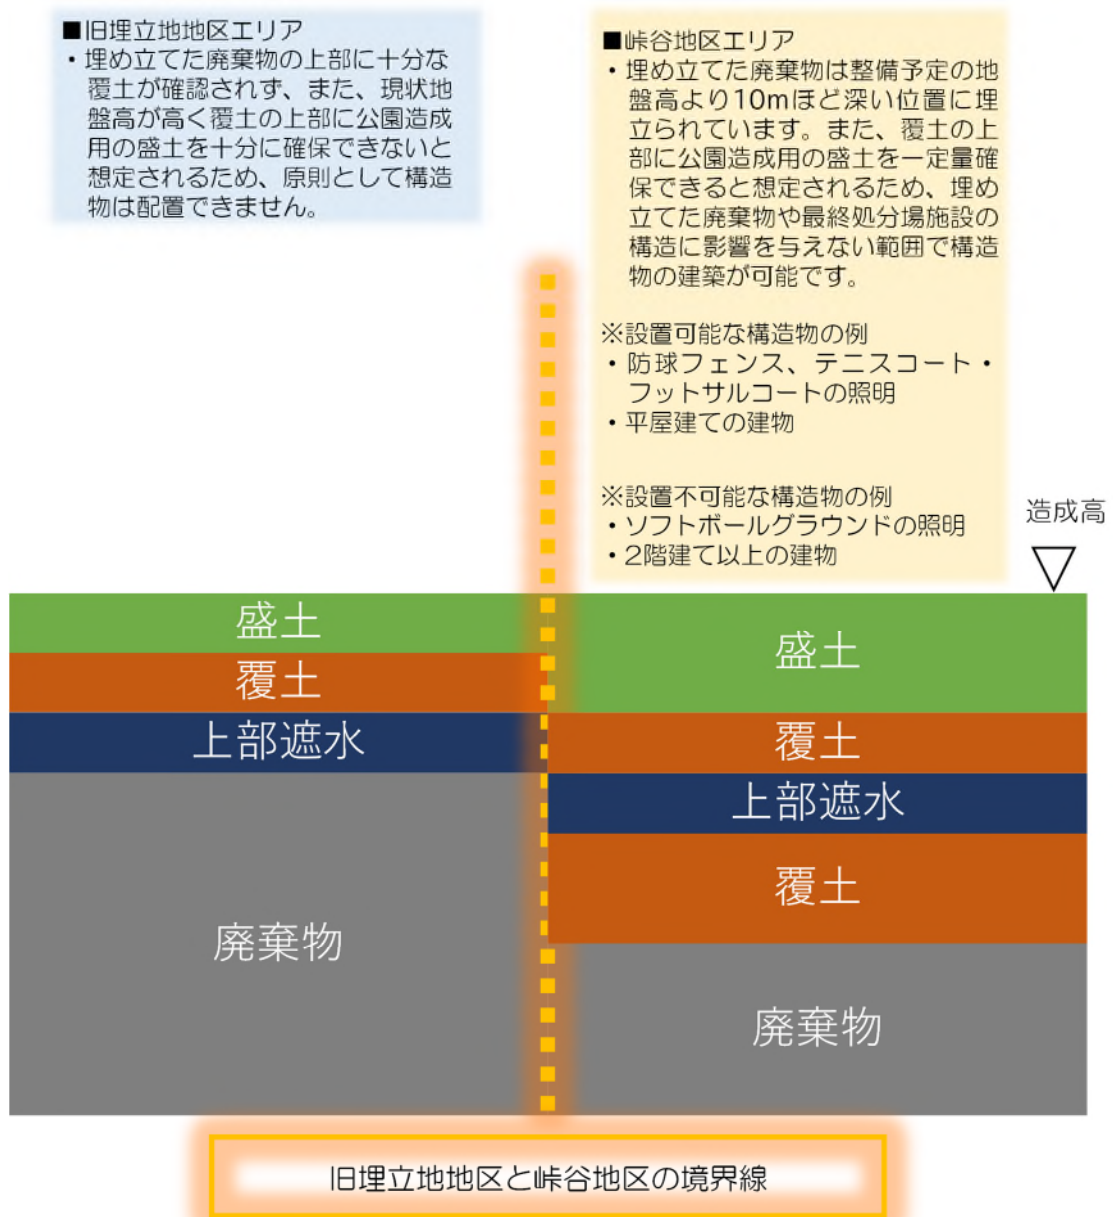 ■旧埋立地地区エリア
・埋め立てた廃棄物の上部に十分な
覆土が確認されず、また、現状地
盤高が高く覆土の上部に公園造成
用の盛土を十分に確保できないと
想定されるため、原則として構造
物は配置できません。
■峠谷地区エリア
・埋め立てた廃棄物は整備予定の地
盤高より10mほど深い位置に埋
立られています。また、覆土の上
部に公園造成用の盛土を一定量確
保できると想定されるため、埋め
立てた廃棄物や最終処分場施設の
構造に影響を与えない範囲で構造
物の建築が可能です。
※設置可能な構造物の例
・防球フェンス、テニスコート・
フットサルコートの照明
・平屋建ての建物
※設置不可能な構造物の例
・ソフトボールグラウンドの照明
・2階建て以上の建物
造成高
盛土
覆土
上部遮水
廃棄物
盛土
覆土
上部遮水
覆土
廃棄物
旧埋立地地区と峠谷地区の境界線